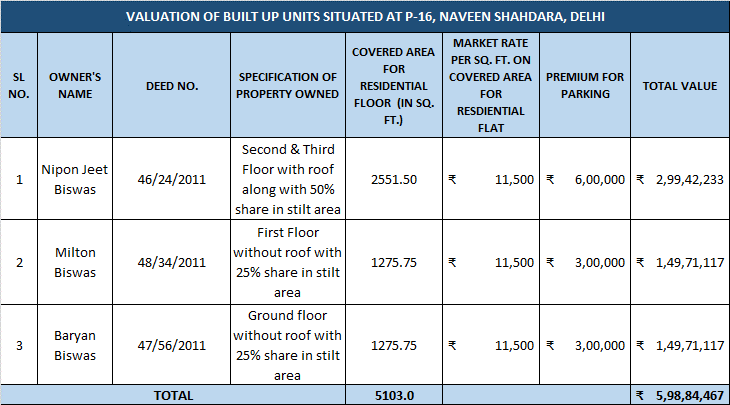 VALUATION OF BUILT UP UNITS SITUATED AT P-16, NAVEEN SHAHDARA, DELHI
SL NO. OWNER'S NAME DEED NO. SPECIFICATION OF PROPERTY OWNED COVERED AREA FOR RESIDENTIAL FLOOR (IN SQ. FT.) MARKET RATE PER SQ. FT. ON COVERED AREA FOR RESDIENTIAL FLAT PREMIUM FOR PARKING TOTAL VALUE
1 Nipon Jeet Biswas 46/24/2011 Second & Third Floor with roof along with 50% share in stilt area 2551.50 ₹ 11,500 ₹ 6,00,000 ₹ 2,99,42,233
2 Milton Biswas 48/34/2011 First Floor without roof with 25% share in stilt area 1275.75 ₹ 11,500 ₹ 3,00,000 ₹ 1,49,71,117
3 Baryan Biswas 47/56/2011 Ground floor without roof with 25% share in stilt area 1275.75 ₹ 11,500 ₹ 3,00,000 ₹ 1,49,71,117
TOTAL 5103.0 ₹ 5,98,84,467